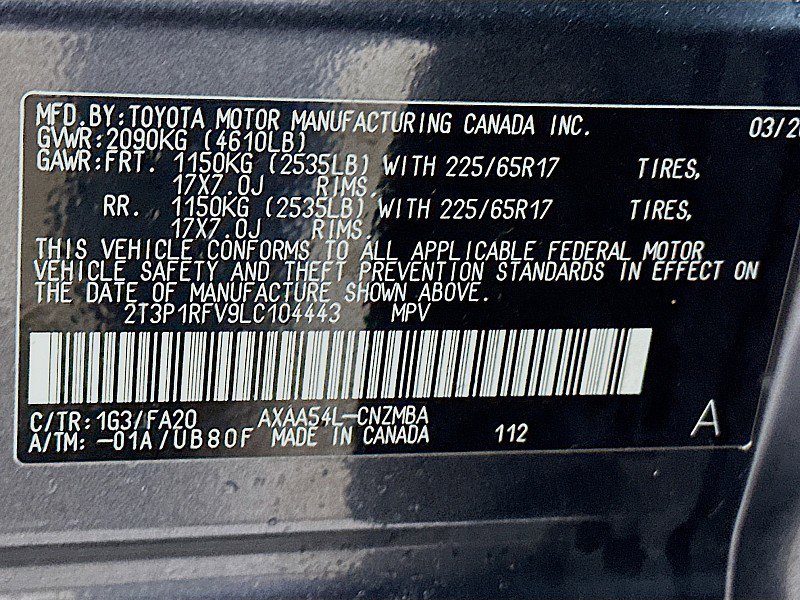 MFD.BY:TOYOTA MOTOR MANUFACTURING CANADA INC. 03/20
GVWR:2090KG (4610LB)
GAWR:FRT. 1150KG (2535LB) WITH 225/65R17 TIRES,
17X7.0J RIMS.
RR. 1150KG (2535LB) WITH 225/65R17 TIRES,
17X7.0J RIMS.
THIS VEHICLE CONFORMS TO ALL APPLICABLE FEDERAL MOTOR
VEHICLE SAFETY AND THEFT PREVENTION STANDARDS IN EFFECT ON
THE DATE OF MANUFACTURE SHOWN ABOVE.
2T3P1RFV9LC104443 MPV
C/TR:1G3/FA20 AXAA54L-CNZMBA
A/TM:-01A/UB80F MADE IN CANADA 112 A